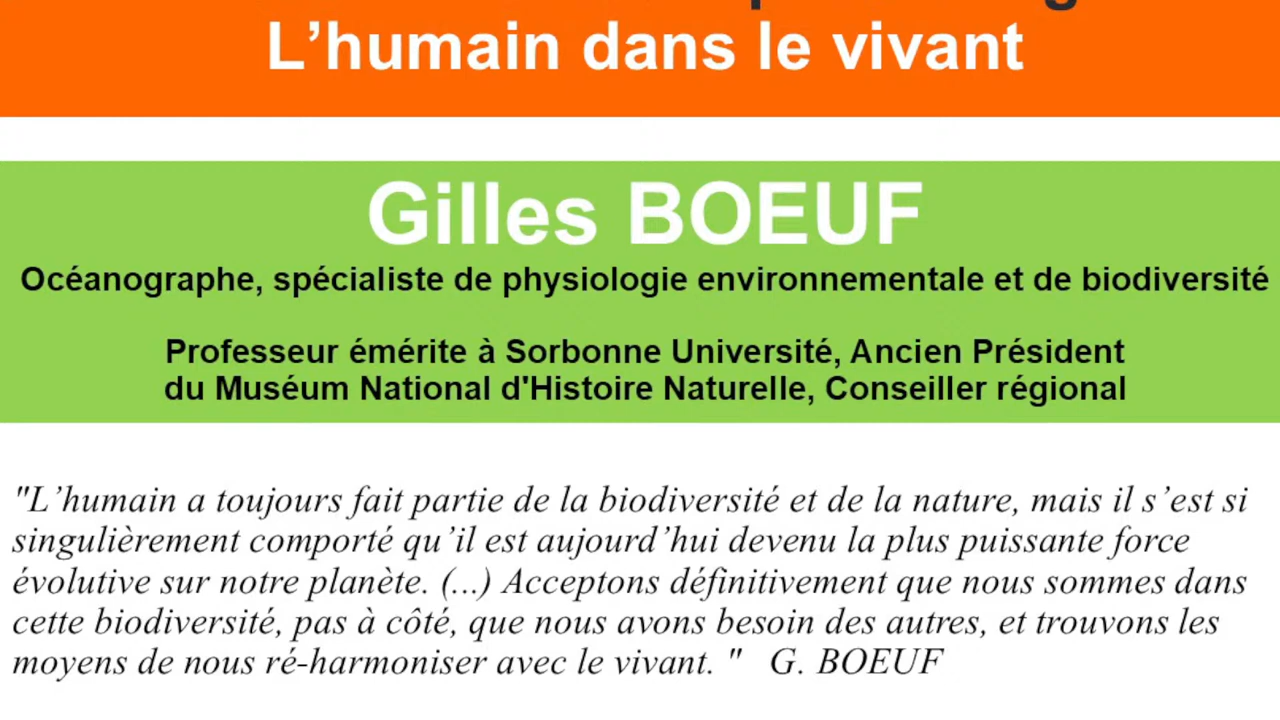 L’humain dans le vivant
Gilles BOEUF
Océanographe, spécialiste de physiologie environnementale et de biodiversité
Professeur émérite à Sorbonne Université, Ancien Président
du Muséum National d'Histoire Naturelle, Conseiller régional
"L’humain a toujours fait partie de la biodiversité et de la nature, mais il s’est si
singulièrement comporté qu’il est aujourd’hui devenu la plus puissante force
évolutive sur notre planète. (...) Acceptons définitivement que nous sommes dans
cette biodiversité, pas à côté, que nous avons besoin des autres, et trouvons les
moyens de nous ré-harmoniser avec le vivant. "   G. BOEUF